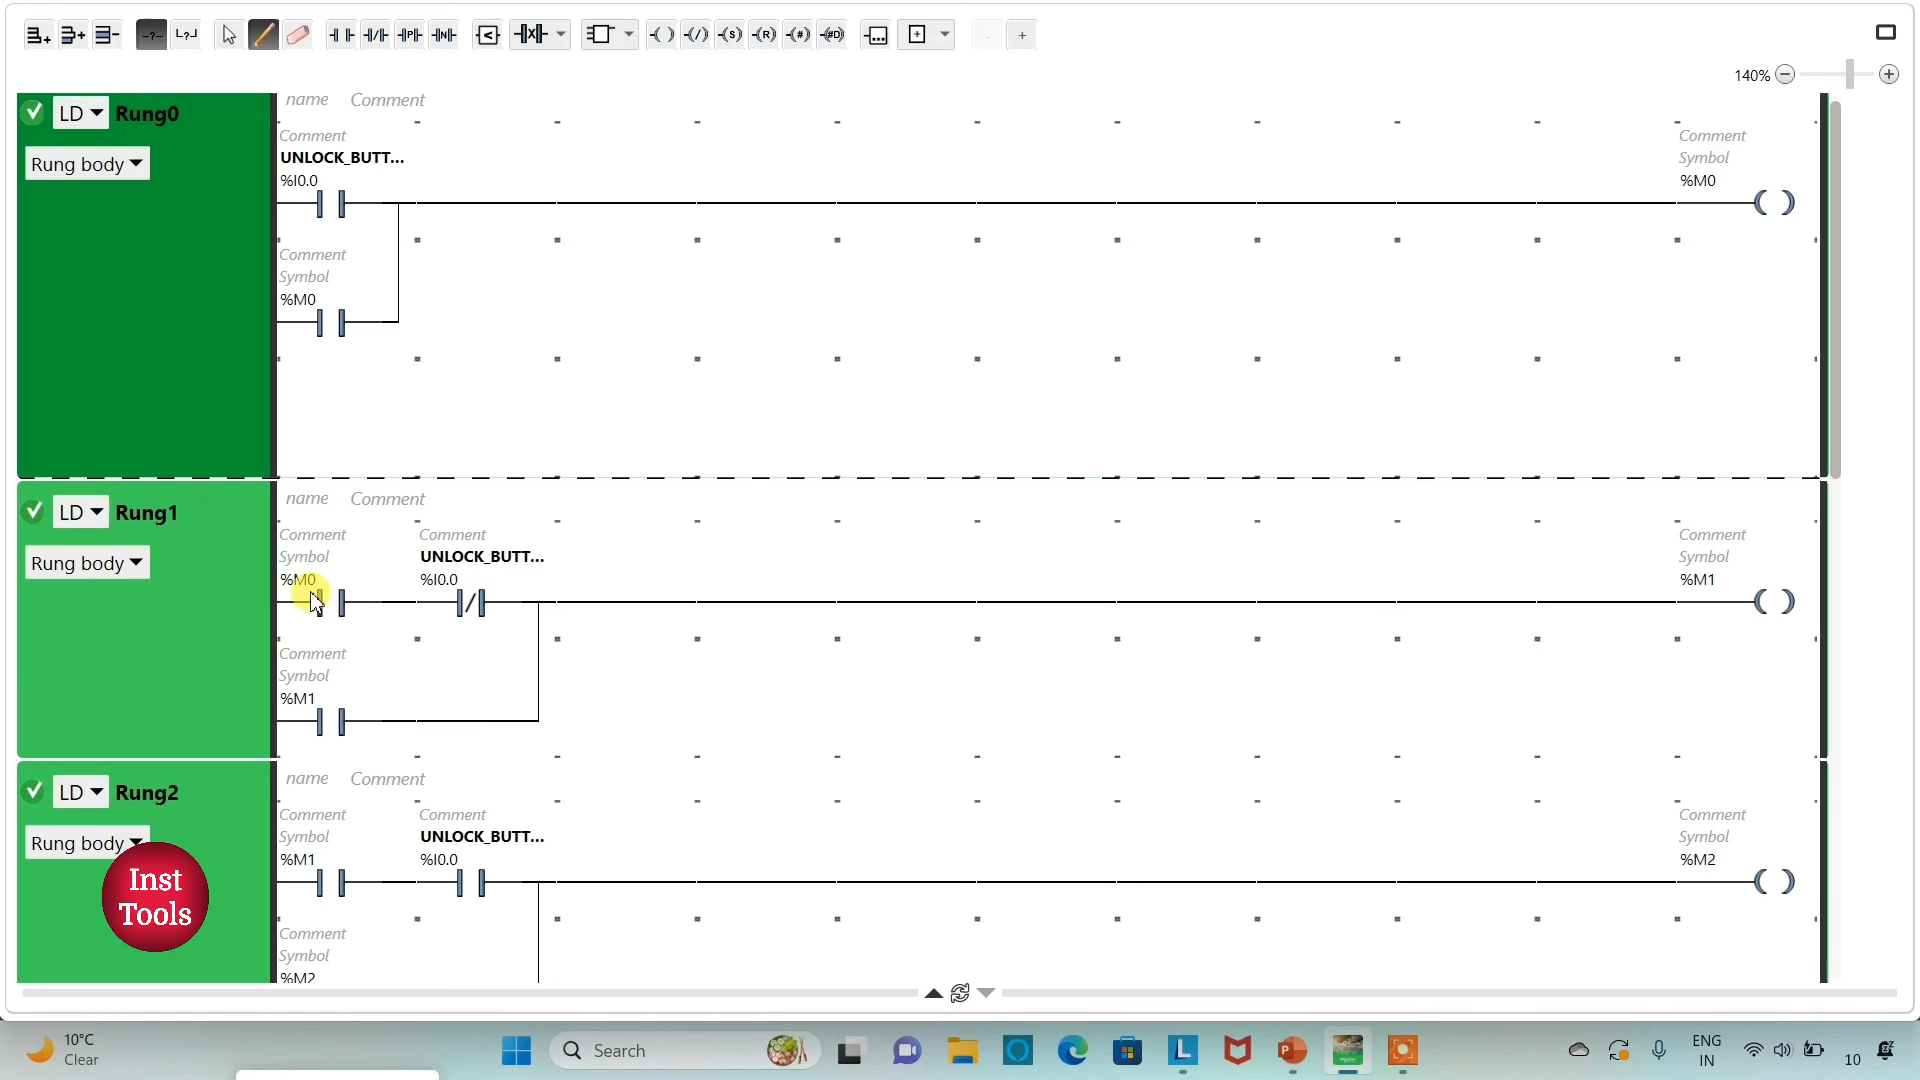 140%
LD Rung0
name Comment
Comment
UNLOCK_BUTT...
%I0.0
Comment
Symbol
%M0
Rung body
Comment
Symbol
%M0
LD Rung1
name Comment
Comment
Symbol
%M0
Comment
UNLOCK_BUTT...
%I0.0
Comment
Symbol
%M1
Rung body
Comment
Symbol
%M1
LD Rung2
name Comment
Comment
Symbol
%M1
Comment
UNLOCK_BUTT...
%I0.0
Comment
Symbol
%M2
Rung body
Comment
Symbol
%M2
Inst
Tools
10°C
Clear
Search
ENG
IN
10